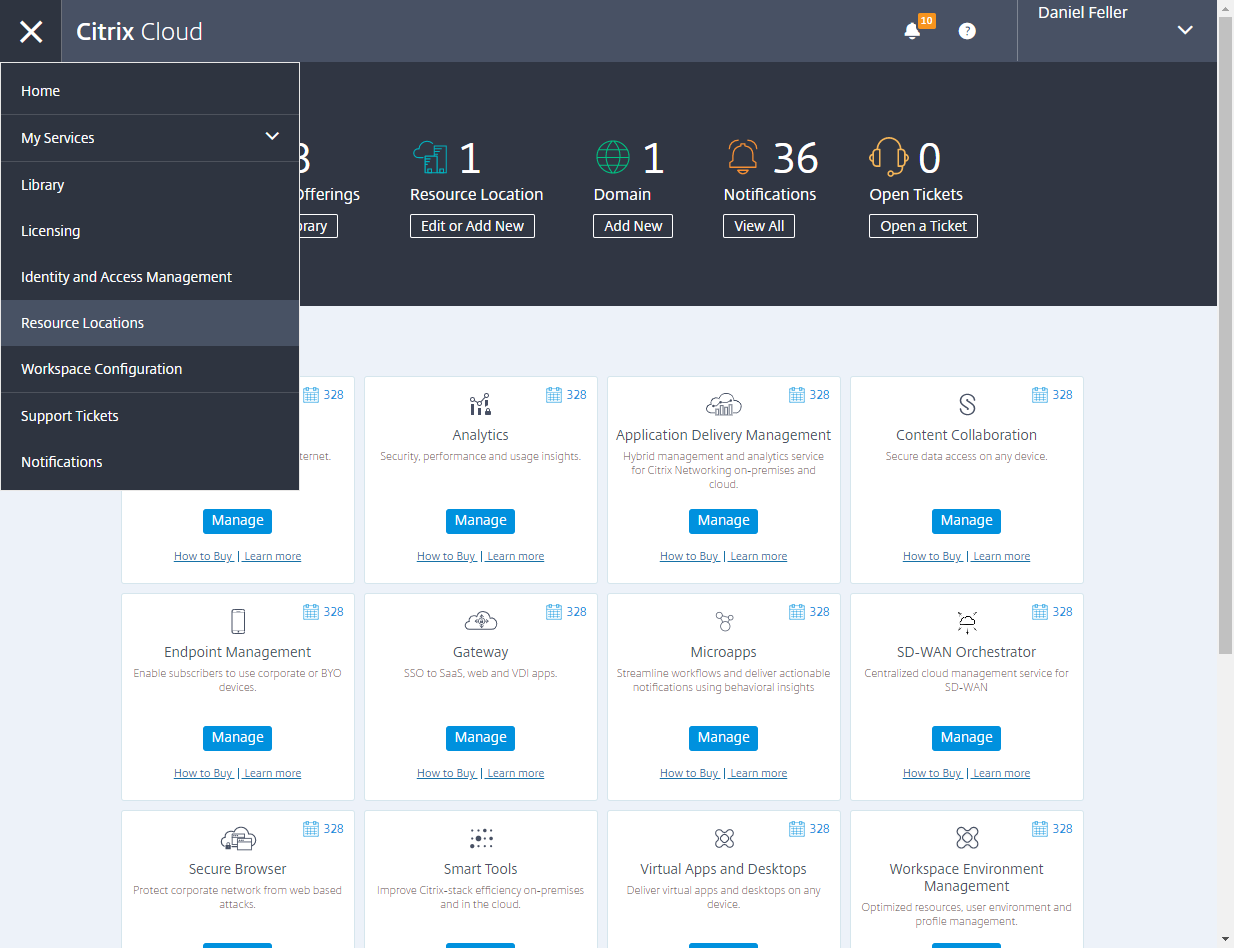 Citrix Cloud
10
?
Daniel Feller
Home
My Services
Library
Licensing
Identity and Access Management
Resource Locations
Workspace Configuration
Support Tickets
Notifications
Offerings
1
Resource Location
Edit or Add New
1
Domain
Add New
36
Notifications
View All
0
Open Tickets
Open a Ticket
328
Manage
How to Buy | Learn more
328
Analytics
Security, performance and usage insights.
Manage
How to Buy | Learn more
328
Application Delivery Management
Hybrid management and analytics service
for Citrix Networking on-premises and
cloud.
Manage
How to Buy | Learn more
328
Content Collaboration
Secure data access on any device.
Manage
How to Buy | Learn more
328
Endpoint Management
Enable subscribers to use corporate or BYO
devices.
Manage
How to Buy | Learn more
328
Gateway
SSO to SaaS, web and VDI apps.
Manage
How to Buy | Learn more
328
Microapps
Streamline workflows and deliver actionable
notifications using behavioral insights
Manage
How to Buy | Learn more
328
SD-WAN Orchestrator
Centralized cloud management service for
SD-WAN
Manage
How to Buy | Learn more
328
Secure Browser
Protect corporate network from web based
attacks.
Smart Tools
Improve Citrix-stack efficiency on-premises
and in the cloud.
328
Virtual Apps and Desktops
Deliver virtual apps and desktops on any
device.
328
Workspace Environment
Management
Optimized resources, user environment and
profile management.